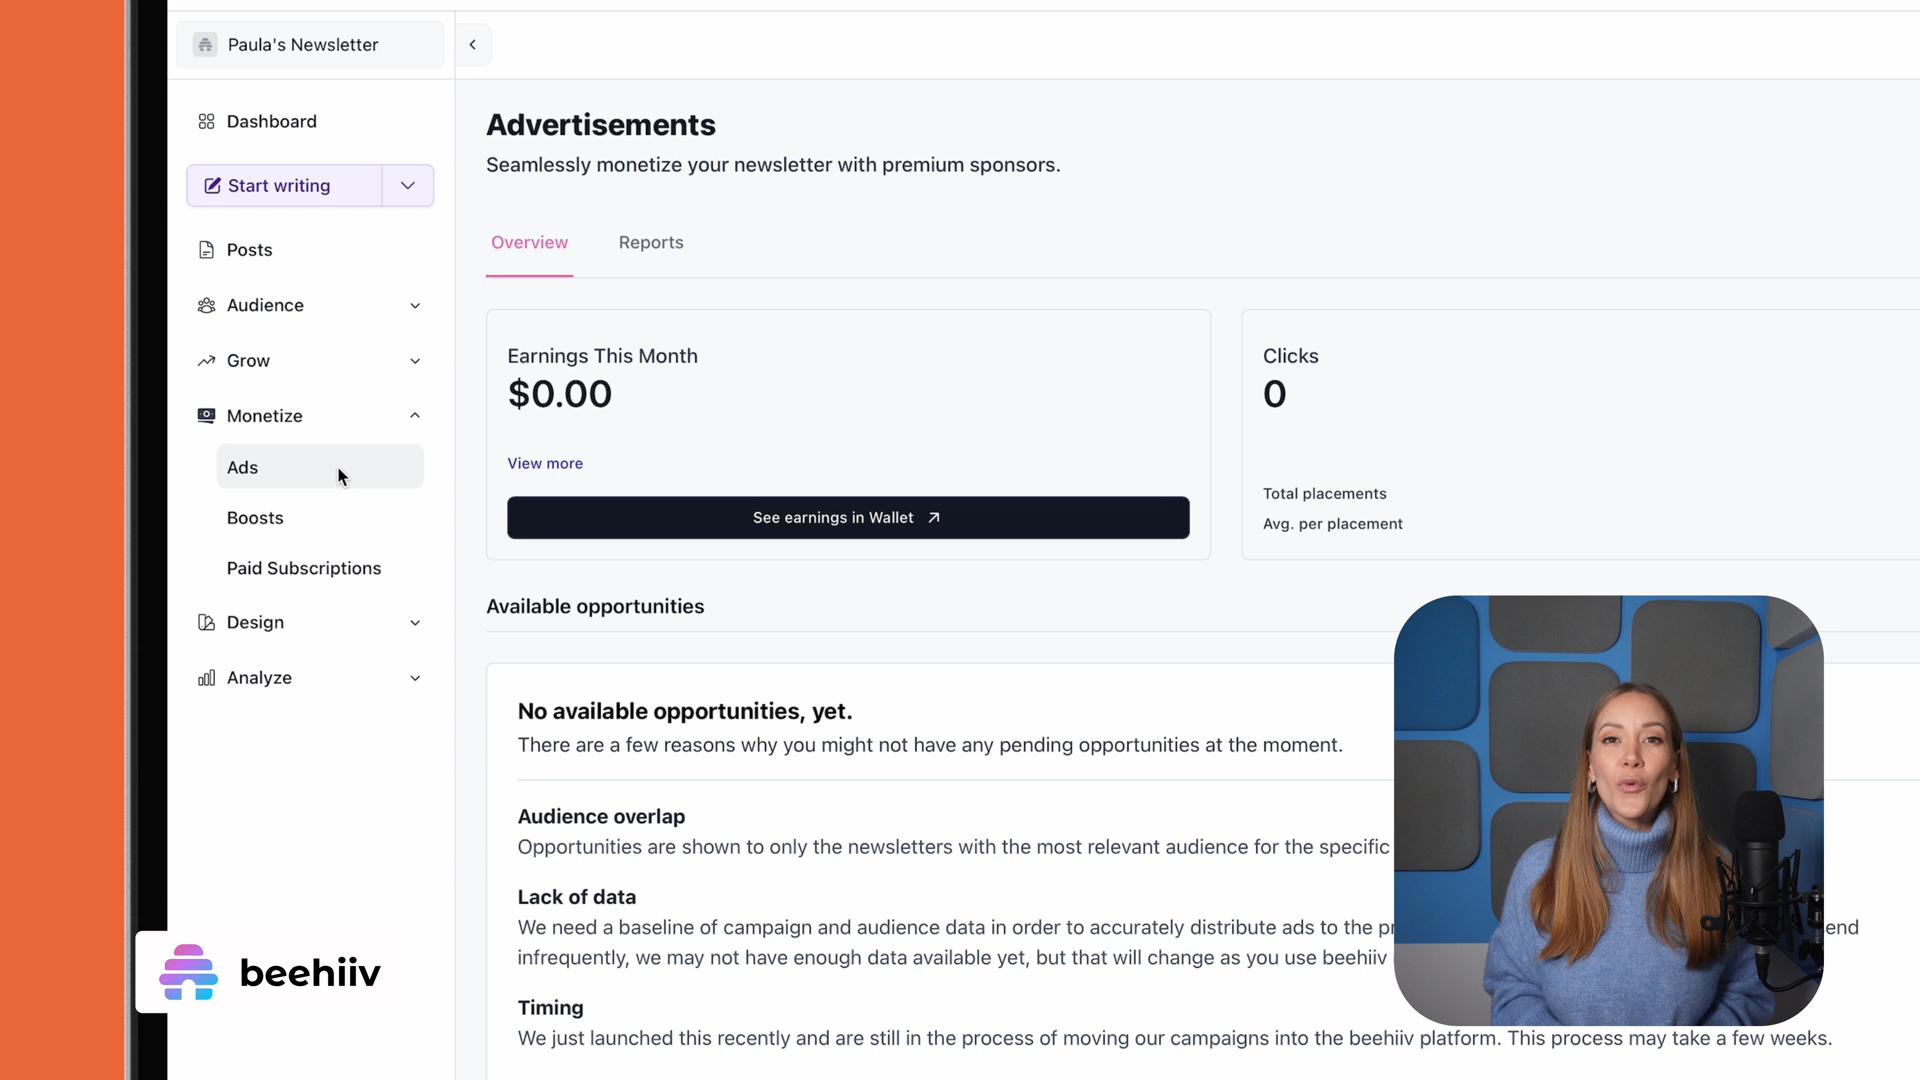 Paula's Newsletter
Dashboard
Start writing
Posts
Audience
Grow
Monetize
Ads
Boosts
Paid Subscriptions
Design
Analyze
beehiiv
Advertisements
Seamlessly monetize your newsletter with premium sponsors.
Overview
Reports
Earnings This Month
$0.00
View more
See earnings in Wallet
Clicks
0
Total placements
Avg. per placement
Available opportunities
No available opportunities, yet.
There are a few reasons why you might not have any pending opportunities at the moment.
Audience overlap
Opportunities are shown to only the newsletters with the most relevant audience for the specific
Lack of data
We need a baseline of campaign and audience data in order to accurately distribute ads to the
infrequently, we may not have enough data available yet, but that will change as you use beehiiv
Timing
We just launched this recently and are still in the process of moving our campaigns into the beehiiv platform. This process may take a few weeks.